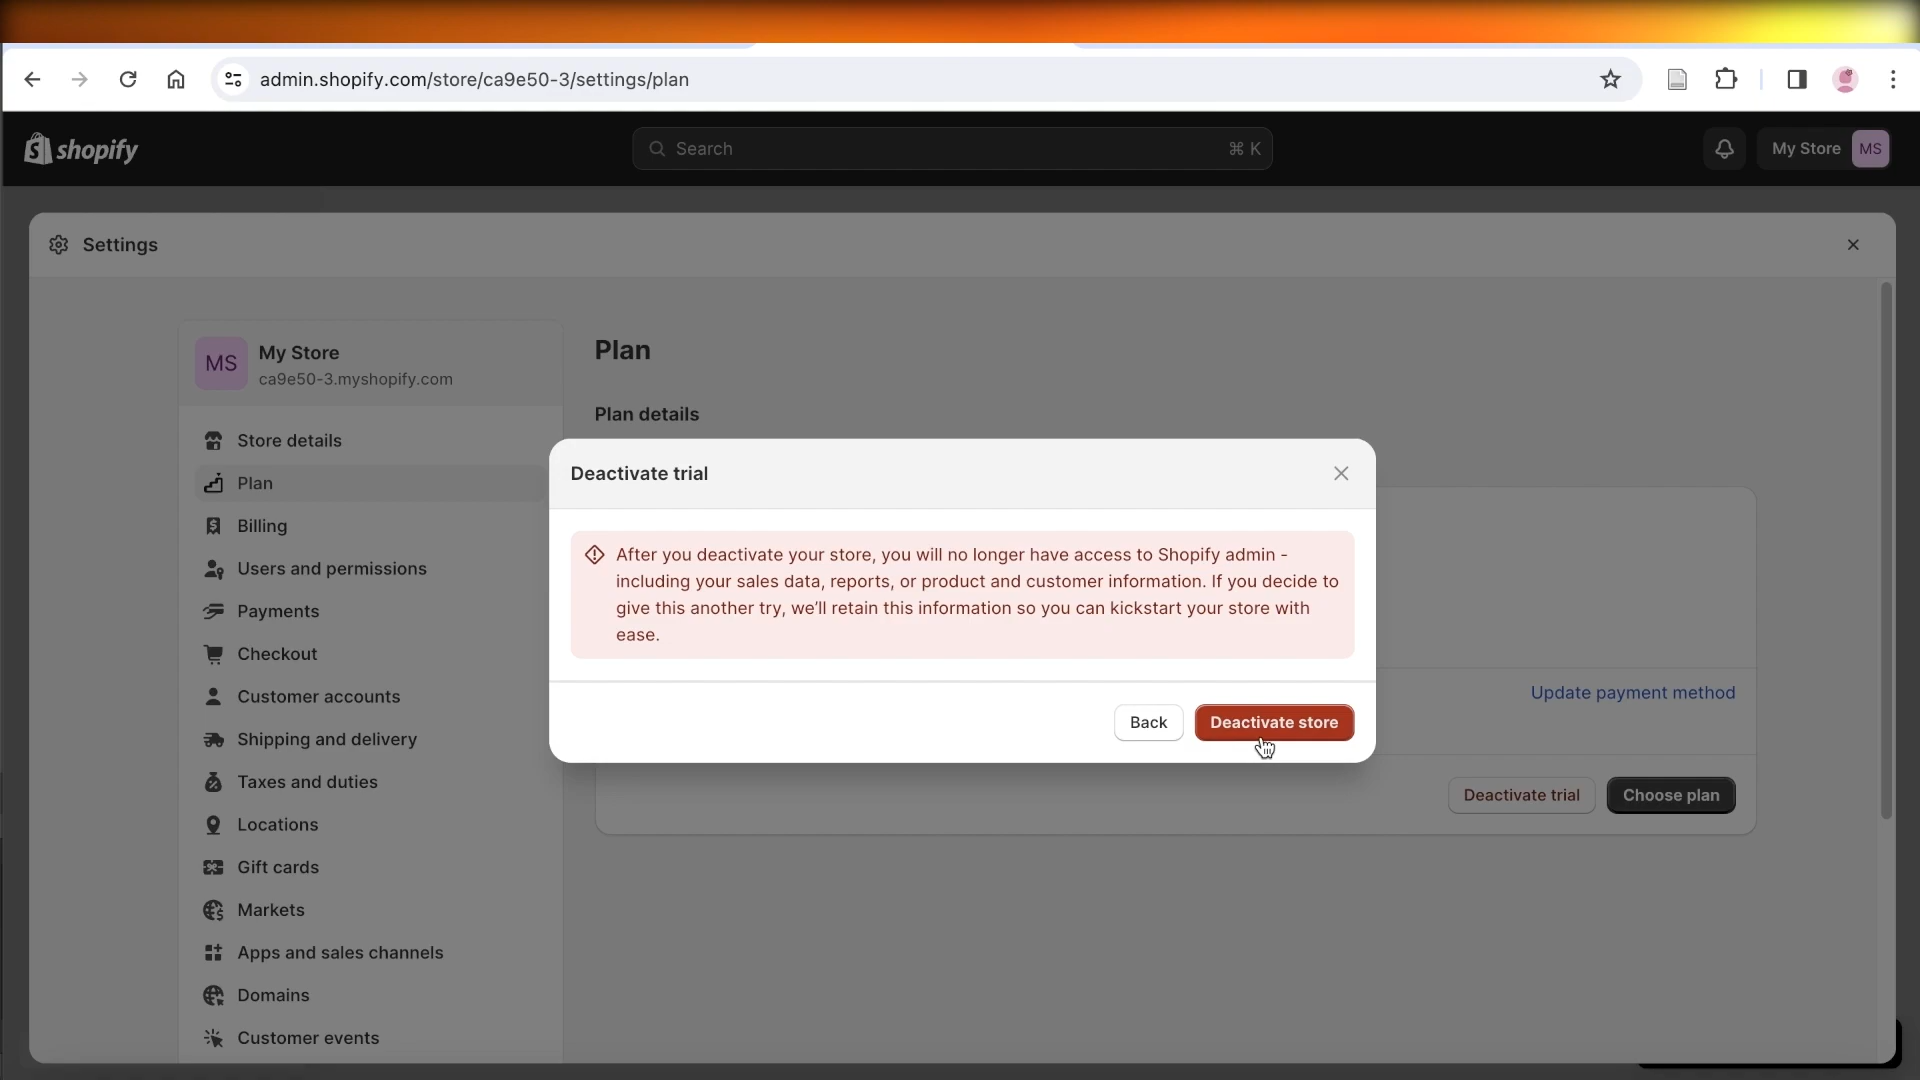 admin.shopify.com/store/ca9e50-3/settings/plan
shopify
Search
⌘ K
My Store
MS
Settings
MS
My Store
ca9e50-3.myshopify.com
Store details
Plan
Billing
Users and permissions
Payments
Checkout
Customer accounts
Shipping and delivery
Taxes and duties
Locations
Gift cards
Markets
Apps and sales channels
Domains
Customer events
Plan
Plan details
Deactivate trial
After you deactivate your store, you will no longer have access to Shopify admin -
including your sales data, reports, or product and customer information. If you decide to
give this another try, we'll retain this information so you can kickstart your store with
ease.
Back
Deactivate store
Update payment method
Deactivate trial
Choose plan